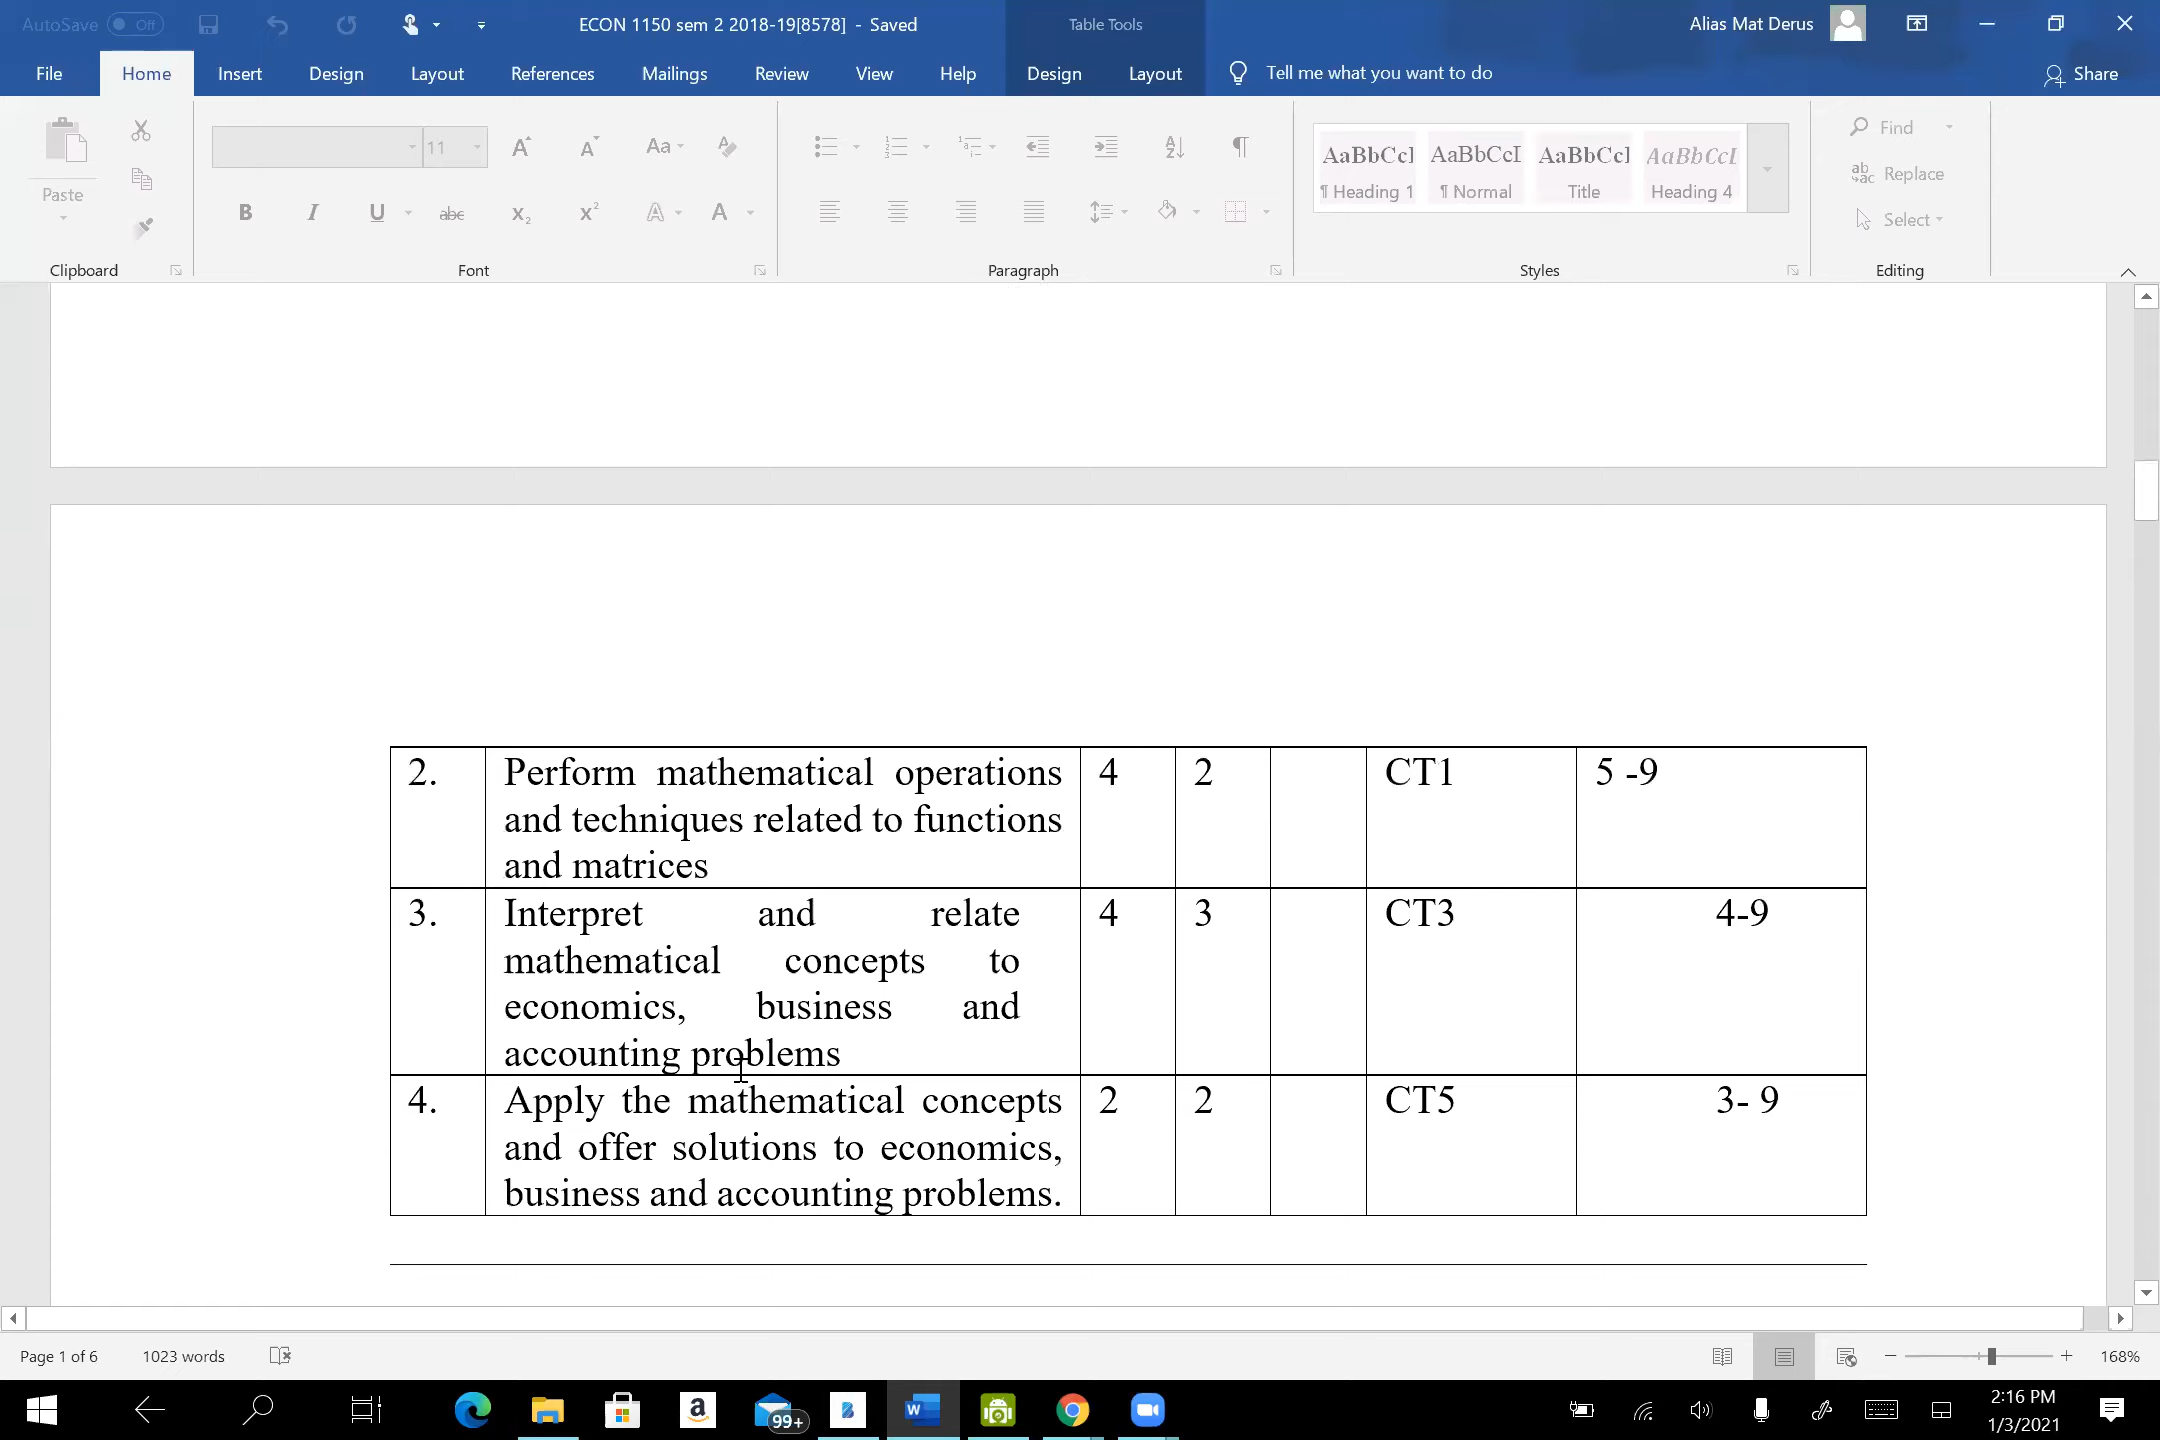 AutoSave Off ECON 1150 sem 2 2018-19[8578] - Saved Table Tools Alias Mat Derus
File Home Insert Design Layout References Mailings Review View Help Design Layout Tell me what you want to do Share
Paste
11 Aa
B I U abc X2 X2 A A
AaBbCcI AaBbCcI AaBbCcI AaBbCcI
¶ Heading 1 ¶ Normal Title Heading 4
Find
Replace
Select
Clipboard Font Paragraph Styles Editing
2. Perform mathematical operations 4 2 CT1 5 -9
and techniques related to functions
and matrices
3. Interpret and relate 4 3 CT3 4-9
mathematical concepts to
economics, business and
accounting problems
4. Apply the mathematical concepts 2 2 CT5 3- 9
and offer solutions to economics,
business and accounting problems.
Page 1 of 6 1023 words 168%
99+
2:16 PM
1/3/2021